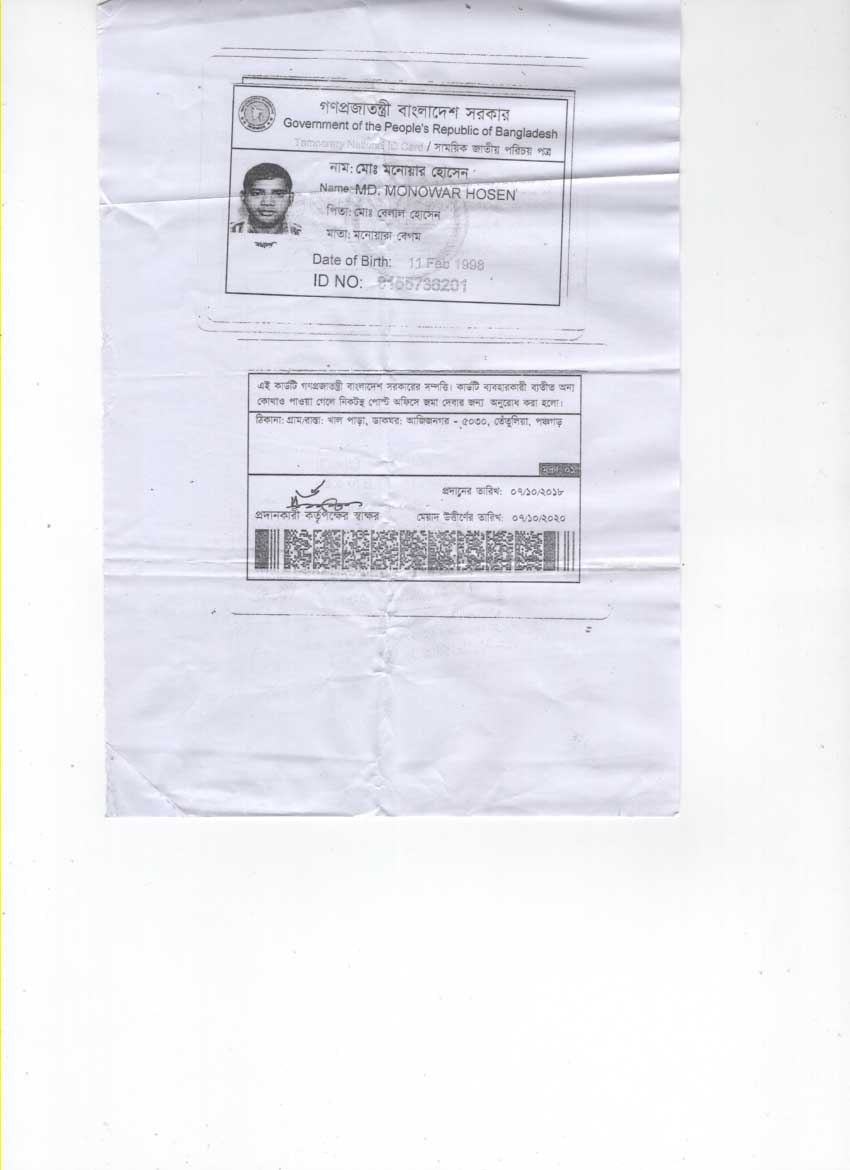 গণপ্রজাতন্ত্রী বাংলাদেশ সরকার
Government of the People's Republic of Bangladesh
Temporary National ID Card / সাময়িক জাতীয় পরিচয় পত্র
নাম: মোঃ মনোয়ার হোসেন
Name: MD. MONOWAR HOSEN
পিতা: মোঃ বেলাল হোসেন
মাতা: মনোয়ারা বেগম
Date of Birth: 11 Feb 1998
ID NO:
এই কার্ডটি গণপ্রজাতন্ত্রী বাংলাদেশ সরকারের সম্পত্তি। কার্ডটি ব্যবহারকারী ব্যতীত অন্য
কোথাও পাওয়া গেলে নিকটস্থ পোস্ট অফিসে জমা দেবার জন্য অনুরোধ করা হলো।
ঠিকানা: গ্রাম/রাস্তা: খাল পাড়া, ডাকঘর: আজিজনগর - ৫০৩০, তেঁতুলিয়া, পঞ্চগড়
মুদ্রণ: ০১
প্রদানের তারিখ: ০৭/১০/২০১৮
প্রদানকারী কর্তৃপক্ষের স্বাক্ষর
মেয়াদ উত্তীর্ণের তারিখ: ০৭/১০/২০২০